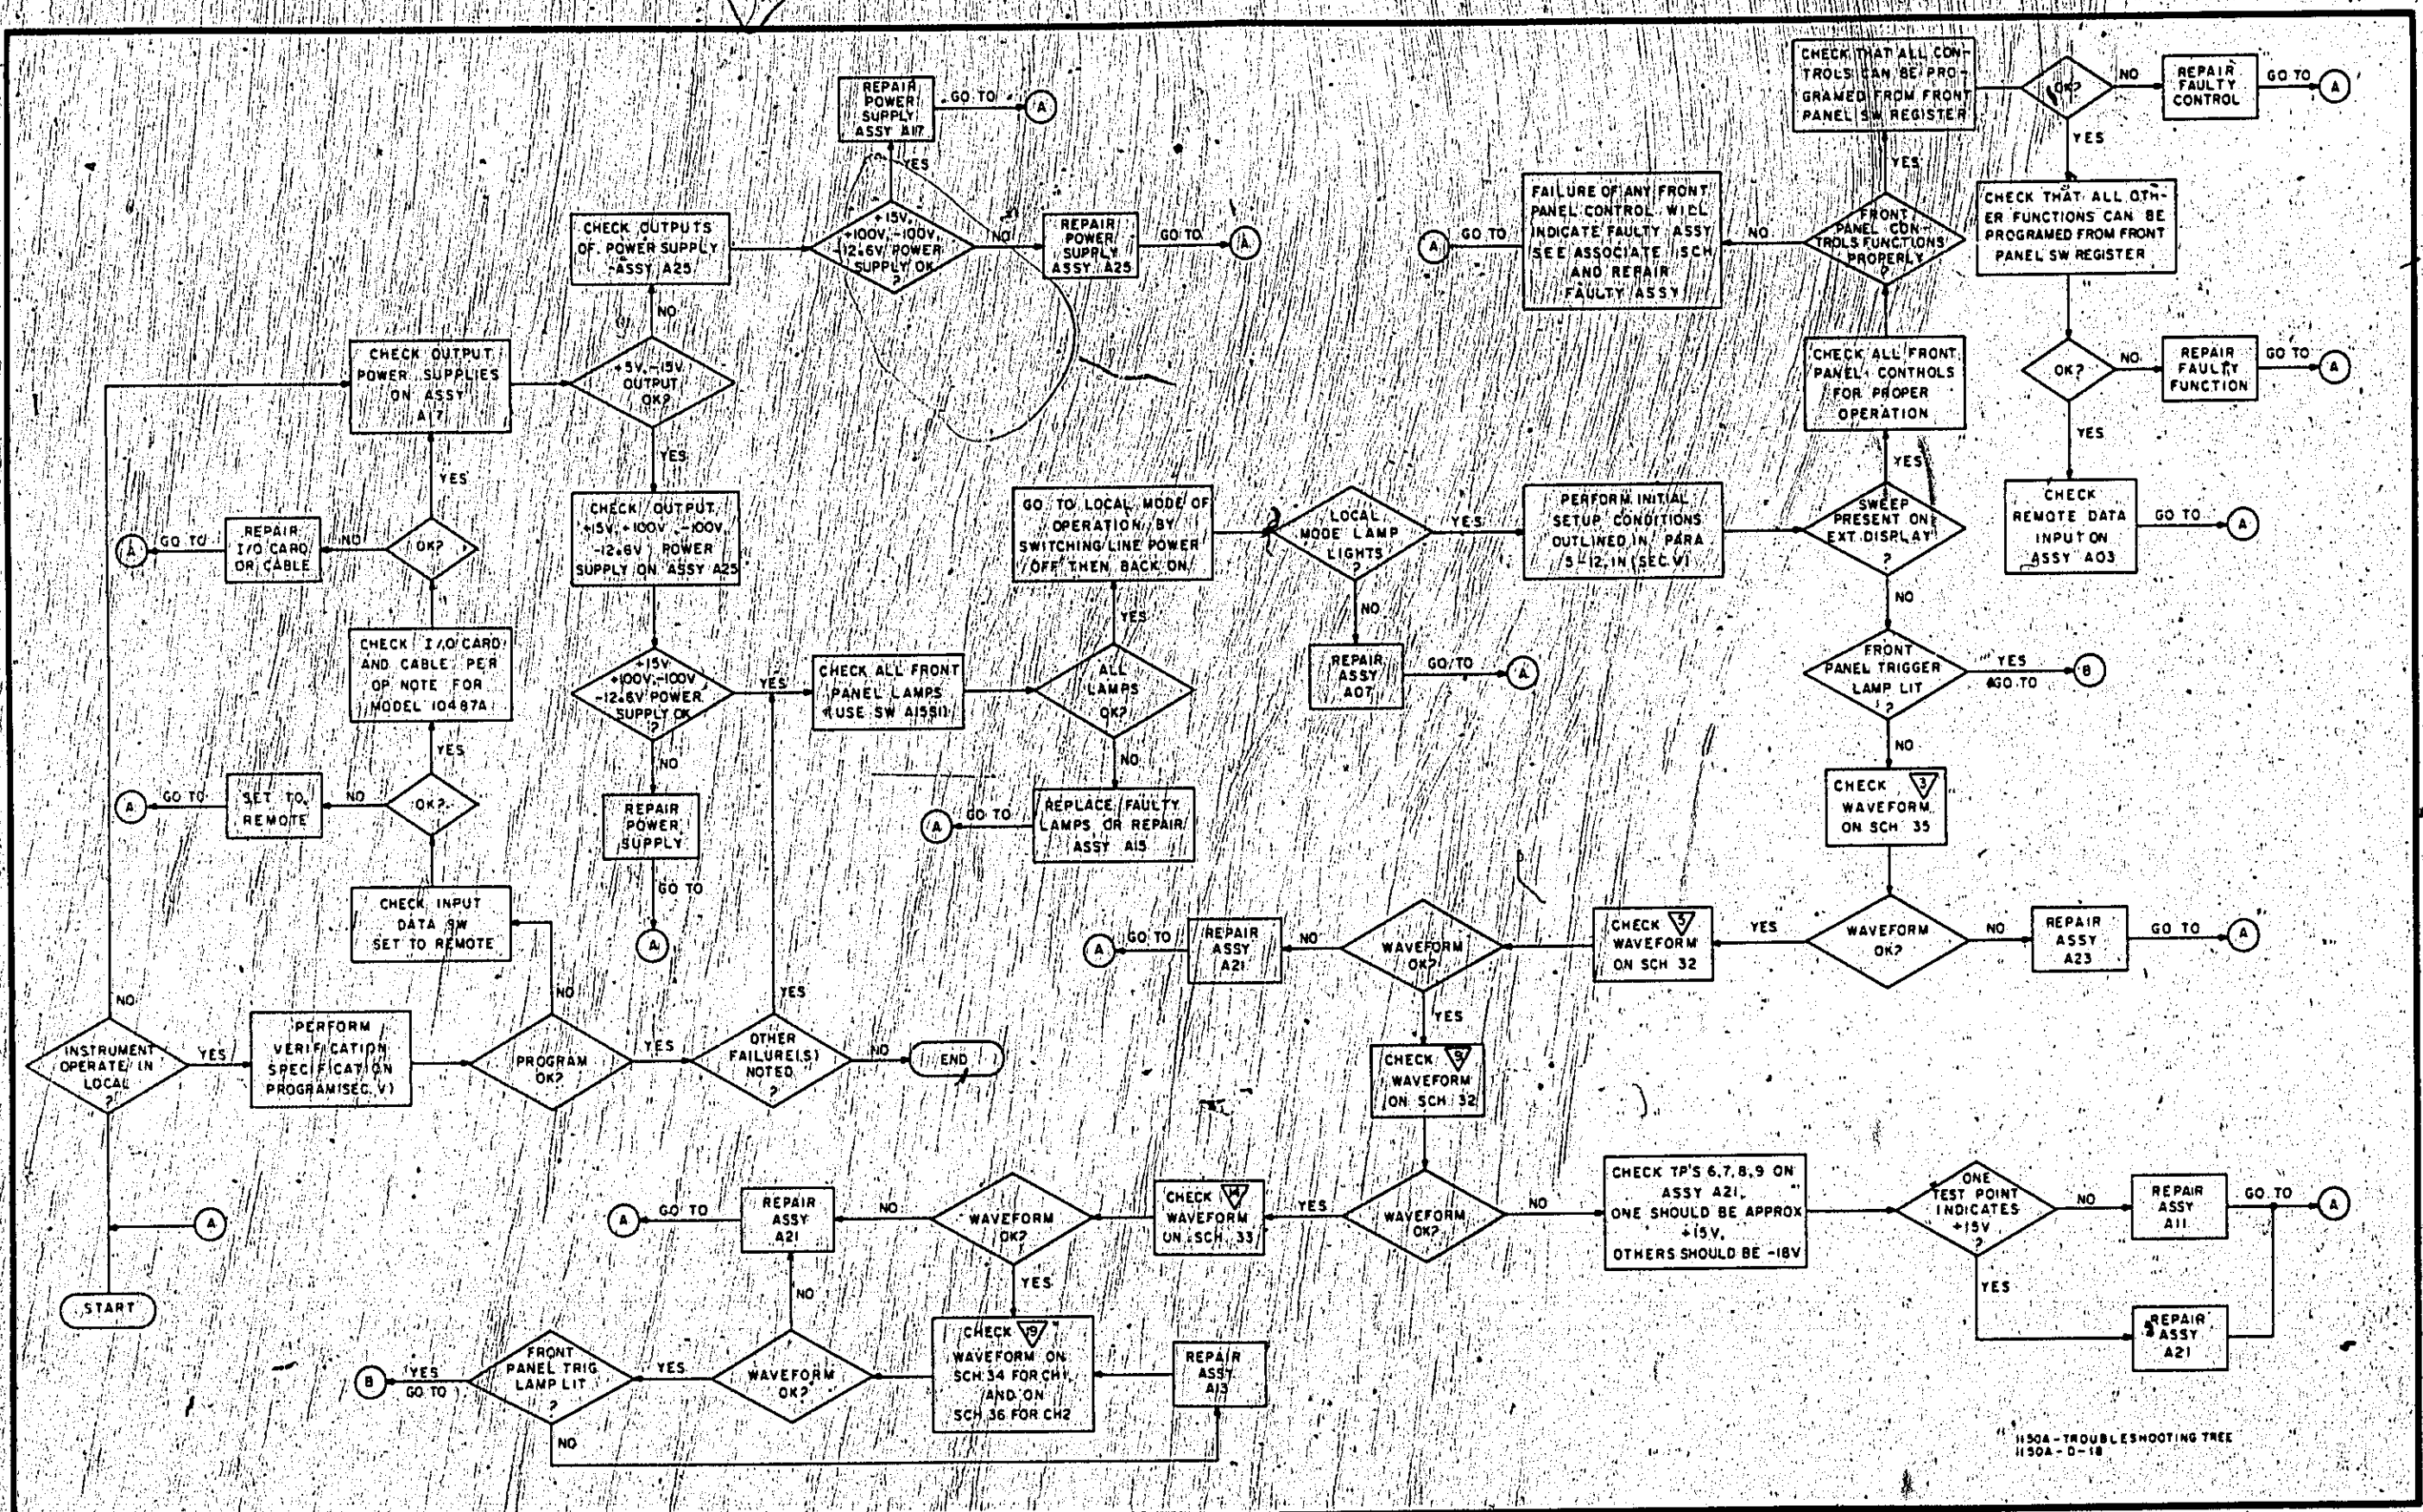 CHECK THAT ALL CON-
TROLS CAN BE PRO-
GRAMED FROM FRONT
PANEL SW REGISTER
OK?
NO
REPAIR
FAULTY
CONTROL
GO TO
A
YES
REPAIR
POWER
SUPPLY
ASSY A17
GO TO
A
YES
YES
CHECK OUTPUTS
OF POWER SUPPLY
ASSY A25
+15V,
+100V,-100V,
-12.6V POWER
SUPPLY OK
?
NO
REPAIR
POWER
SUPPLY
ASSY A25
GO TO
A
A
GO TO
FAILURE OF ANY FRONT
PANEL CONTROL WILL
INDICATE FAULTY ASSY
SEE ASSOCIATE SCH
AND REPAIR
FAULTY ASSY
NO
FRONT
PANEL CON-
TROLS FUNCTIONS
PROPERLY
?
CHECK THAT ALL OTH-
ER FUNCTIONS CAN BE
PROGRAMED FROM FRONT
PANEL SW REGISTER
NO
CHECK OUTPUT
POWER SUPPLIES
ON ASSY
A17
+5V,-15V
OUTPUT
OK?
CHECK ALL FRONT
PANEL CONTROLS
FOR PROPER
OPERATION
OK?
NO
REPAIR
FAULTY
FUNCTION
GO TO
A
YES
YES
YES
YES
A
GO TO
REPAIR
I/O CARD
OR CABLE
NO
OK?
CHECK OUTPUT,
+15V,+100V,-100V,
-12.6V POWER
SUPPLY ON ASSY A25
GO TO LOCAL MODE OF
OPERATION BY
SWITCHING LINE POWER
OFF THEN BACK ON
LOCAL
MODE LAMP
LIGHTS
?
YES
PERFORM INITIAL
SETUP CONDITIONS
OUTLINED IN PARA
5-12, IN (SEC.V)
SWEEP
PRESENT ON
EXT.DISPLAY
?
CHECK
REMOTE DATA
INPUT ON
ASSY A03
GO TO
A
YES
NO
NO
CHECK I/O CARD
AND CABLE PER
OP NOTE FOR
MODEL 10487A
+15V
+100V,-100V
-12.6V POWER
SUPPLY OK
?
YES
CHECK ALL FRONT
PANEL LAMPS
(USE SW A15S1)
ALL
LAMPS
OK?
REPAIR
ASSY
A07
GO TO
A
FRONT
PANEL TRIGGER
LAMP LIT
?
YES
GO TO
B
YES
NO
NO
NO
A
GO TO
SET TO
REMOTE
NO
OK?
REPAIR
POWER
SUPPLY
A
GO TO
REPLACE FAULTY
LAMPS OR REPAIR
ASSY A15
CHECK 3
WAVEFORM
ON SCH 35
GO TO
A
CHECK INPUT
DATA SW
SET TO REMOTE
A
GO TO
REPAIR
ASSY
A21
NO
WAVEFORM
OK?
CHECK 5
WAVEFORM
ON SCH 32
YES
WAVEFORM
OK?
NO
REPAIR
ASSY
A23
GO TO
A
NO
NO
YES
YES
INSTRUMENT
OPERATE IN
LOCAL
?
YES
PERFORM
VERIFICATION
SPECIFICATION
PROGRAM(SEC.V)
PROGRAM
OK?
YES
OTHER
FAILURE(S)
NOTED
?
NO
END
CHECK 9
WAVEFORM
ON SCH 32
A
A
GO TO
REPAIR
ASSY
A21
NO
WAVEFORM
OK?
CHECK 14
WAVEFORM
ON SCH 33
YES
WAVEFORM
OK?
NO
CHECK TP'S 6,7,8,9 ON
ASSY A21,
ONE SHOULD BE APPROX
+15V,
OTHERS SHOULD BE -18V
ONE
TEST POINT
INDICATES
+15V
?
NO
REPAIR
ASSY
A11
GO TO
A
START
NO
YES
YES
B
YES
GO TO
FRONT
PANEL TRIG
LAMP LIT
?
YES
WAVEFORM
OK?
CHECK 19
WAVEFORM ON
SCH 34 FOR CH1,
AND ON
SCH 36 FOR CH2
REPAIR
ASSY
A13
REPAIR
ASSY
A21
NO
1150A-TROUBLESHOOTING TREE
1150A-D-18